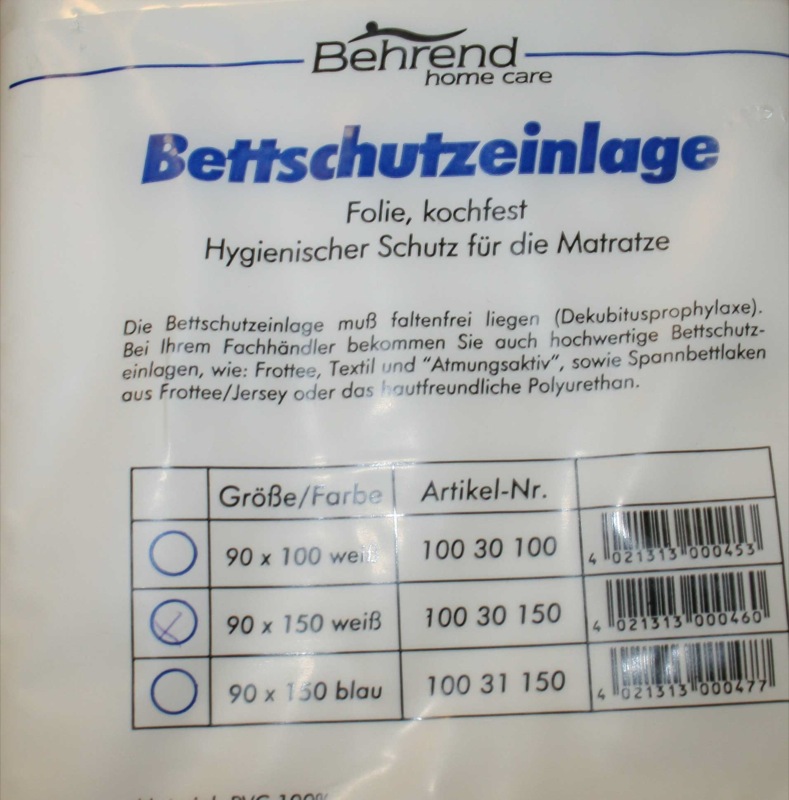 Behrend
home care
Bettschutzeinlage
Folie, kochfest
Hygienischer Schutz für die Matratze
Die Bettschutzeinlage muß faltenfrei liegen (Dekubitusprophylaxe).
Bei Ihrem Fachhändler bekommen Sie auch hochwertige Bettschutz-
einlagen, wie: Frottee, Textil und "Atmungsaktiv", sowie Spannbettlaken
aus Frottee/Jersey oder das hautfreundliche Polyurethan.
Größe/Farbe Artikel-Nr.
90 x 100 weiß 100 30 100 4 021313 000453
90 x 150 weiß 100 30 150 4 021313 000460
90 x 150 blau 100 31 150 4 021313 000477
PVC 100%